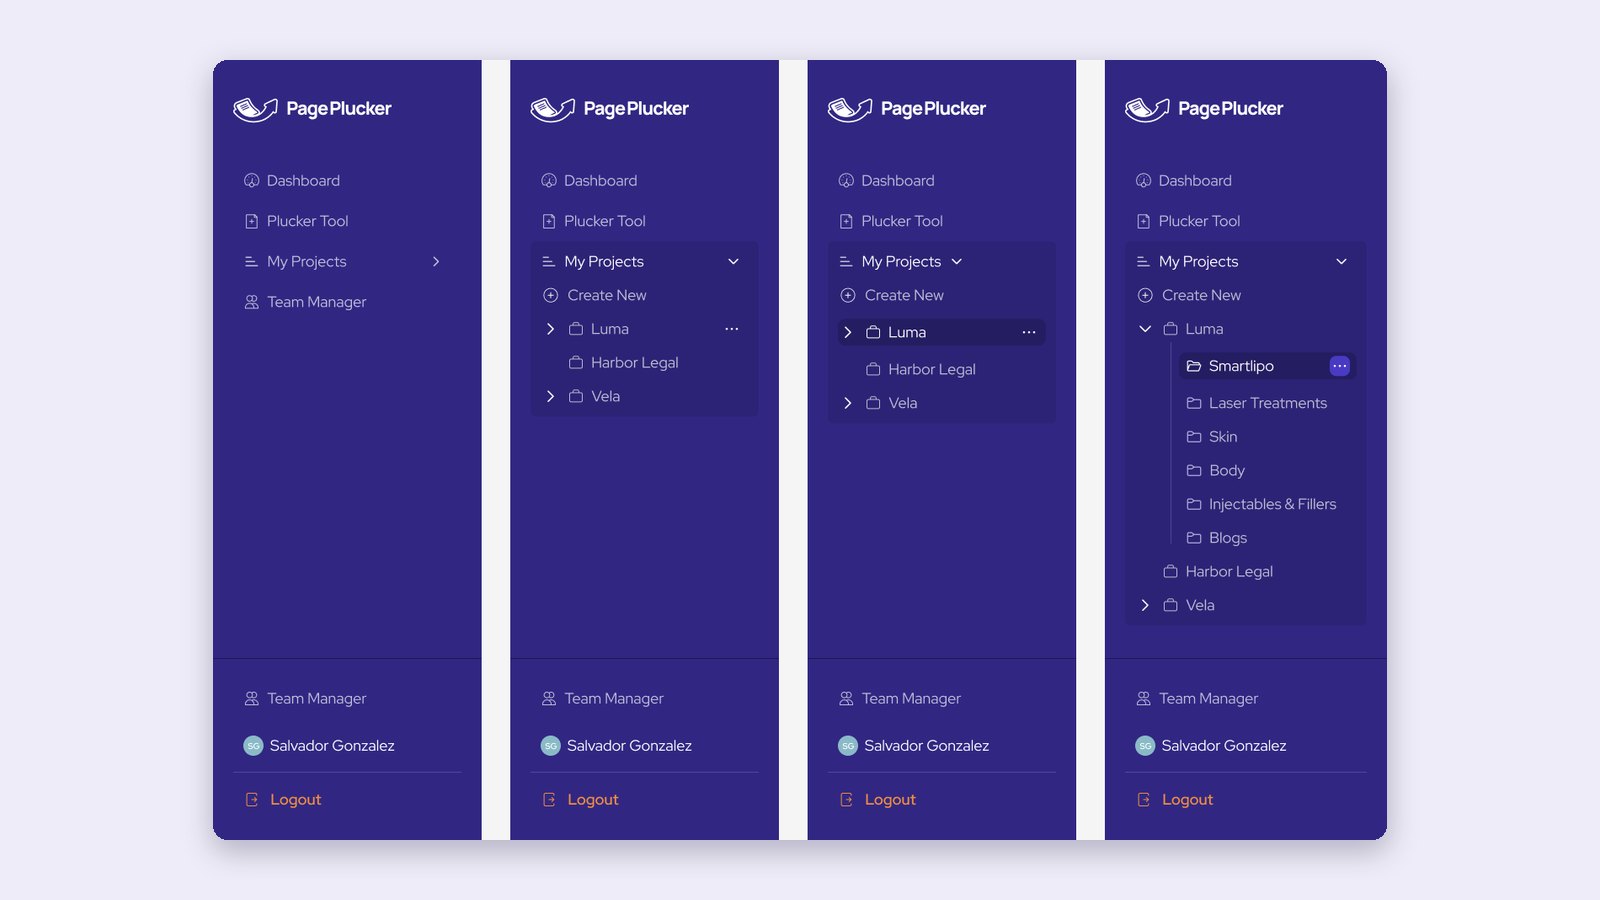 PagePlucker
Dashboard
Plucker Tool
My Projects
Team Manager
Team Manager
SG Salvador Gonzalez
Logout
PagePlucker
Dashboard
Plucker Tool
My Projects
Create New
Luma
Harbor Legal
Vela
Team Manager
SG Salvador Gonzalez
Logout
PagePlucker
Dashboard
Plucker Tool
My Projects
Create New
Luma
Harbor Legal
Vela
Team Manager
SG Salvador Gonzalez
Logout
PagePlucker
Dashboard
Plucker Tool
My Projects
Create New
Luma
Smartlipo
Laser Treatments
Skin
Body
Injectables & Fillers
Blogs
Harbor Legal
Vela
Team Manager
SG Salvador Gonzalez
Logout